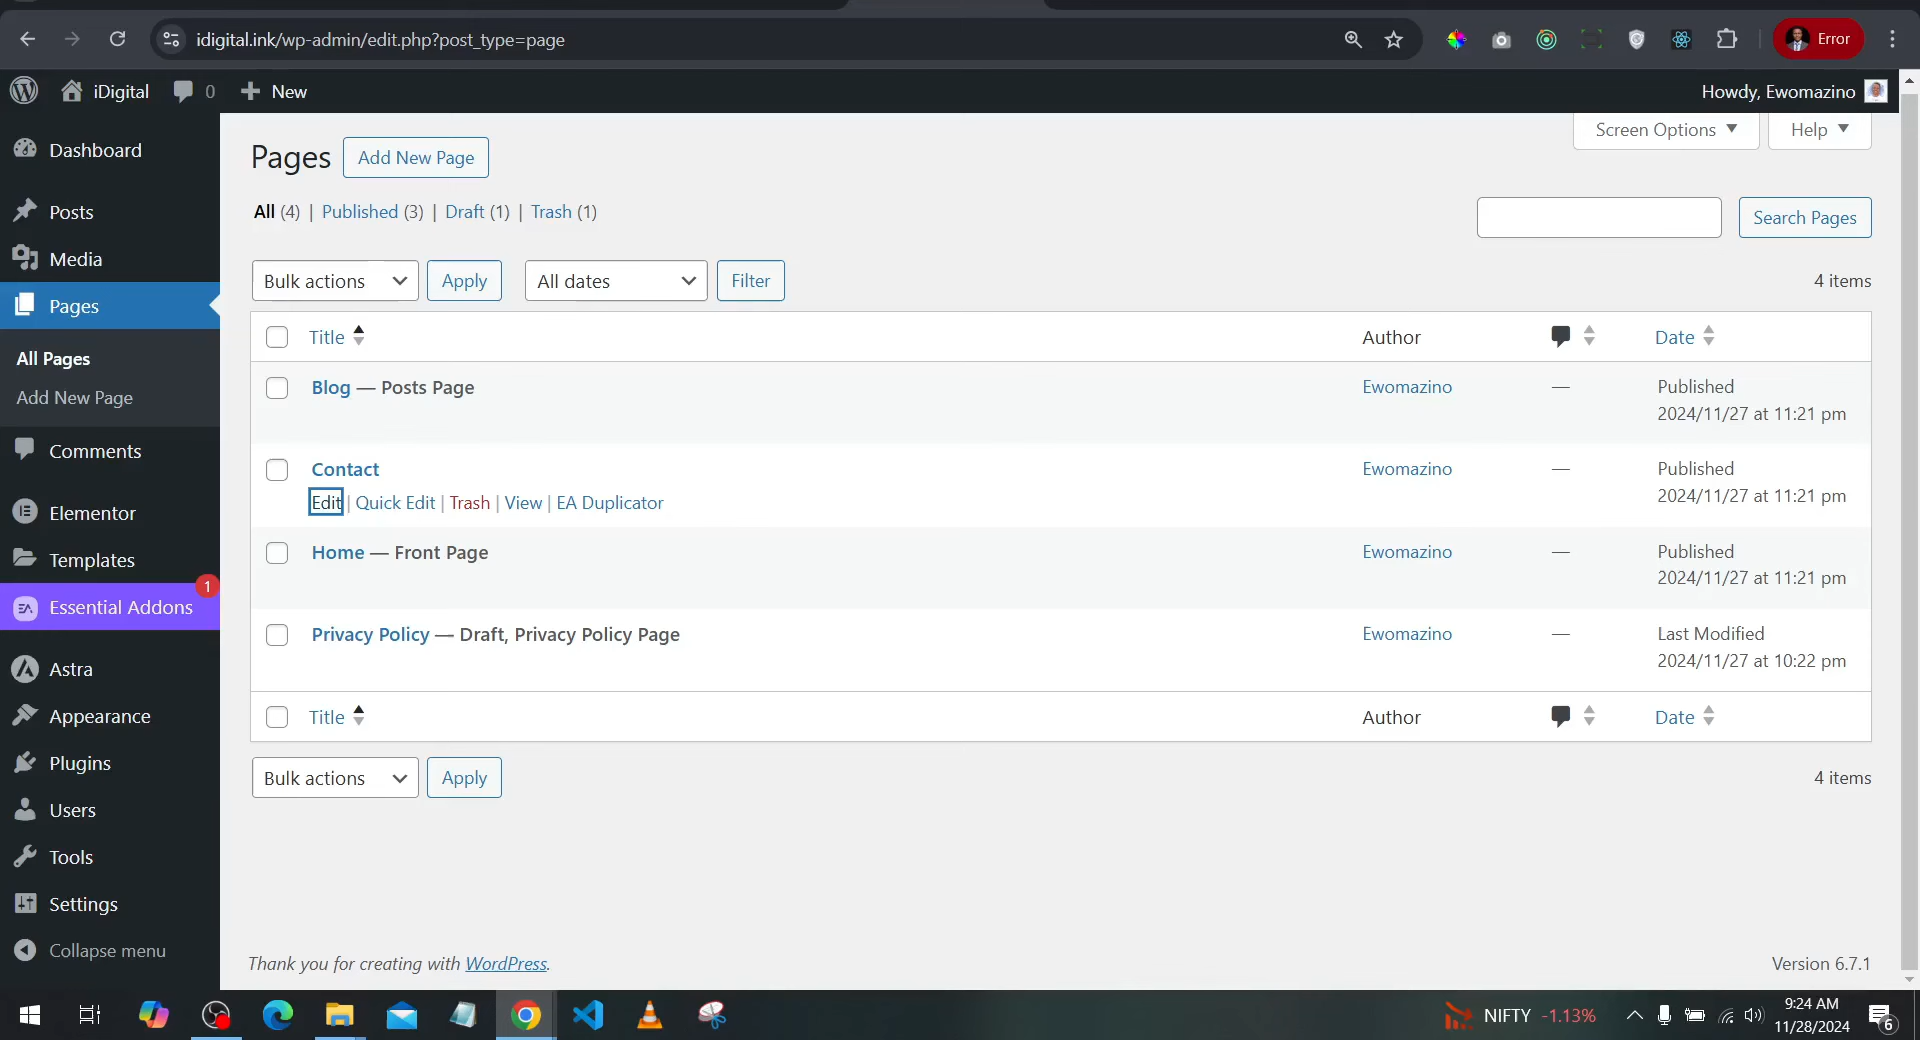 idigital.ink/wp-admin/edit.php?post_type=page
Error
iDigital
0
New
Howdy, Ewomazino
Dashboard
Posts
Media
Pages
All Pages
Add New Page
Comments
Elementor
Templates
1
Essential Addons
Astra
Appearance
Plugins
Users
Tools
Settings
Collapse menu
Screen Options
Help
Pages
Add New Page
All (4) | Published (3) | Draft (1) | Trash (1)
Search Pages
Bulk actions
Apply
All dates
Filter
4 items
Title
Author
Date
Blog — Posts Page
Ewomazino
—
Published
2024/11/27 at 11:21 pm
Contact
Edit | Quick Edit | Trash | View | EA Duplicator
Ewomazino
—
Published
2024/11/27 at 11:21 pm
Home — Front Page
Ewomazino
—
Published
2024/11/27 at 11:21 pm
Privacy Policy — Draft, Privacy Policy Page
Ewomazino
—
Last Modified
2024/11/27 at 10:22 pm
Title
Author
Date
Bulk actions
Apply
4 items
Thank you for creating with WordPress.
Version 6.7.1
NIFTY -1.13%
9:24 AM
11/28/2024
6